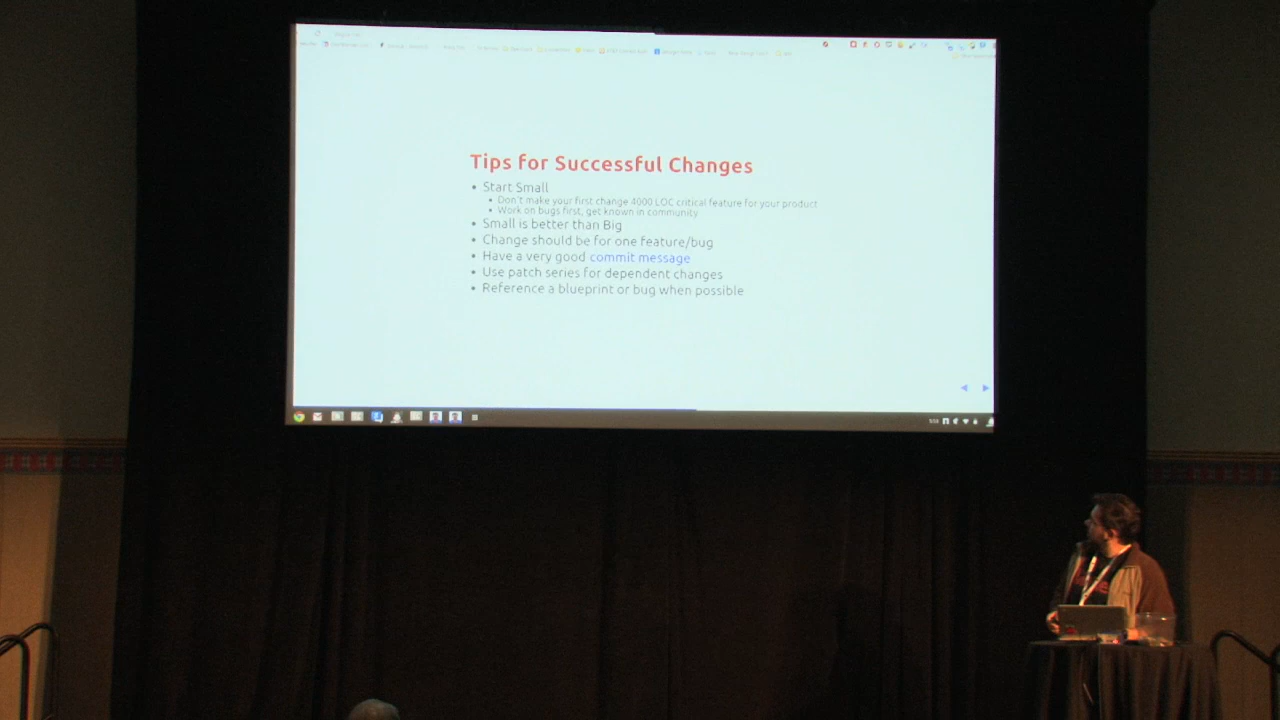 Tips for Successful Changes
Start Small
Don't make your first change 4000 LOC critical feature for your product
Work on bugs first, get known in community
Small is better than Big
Change should be for one feature/bug
Have a very good commit message
Use patch series for dependent changes
Reference a blueprint or bug when possible